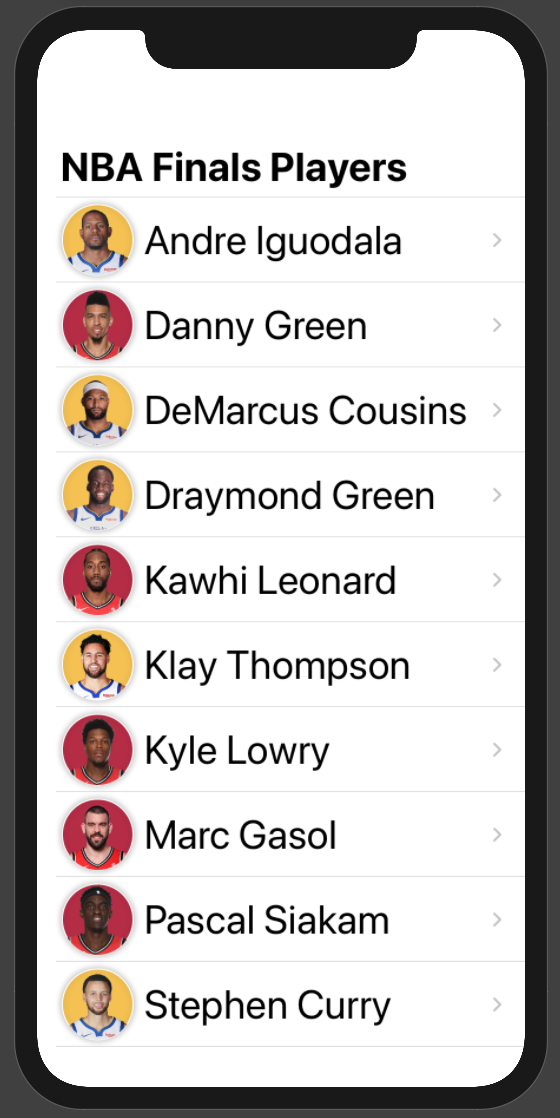 NBA Finals Players
Andre Iguodala
Danny Green
DeMarcus Cousins
Draymond Green
Kawhi Leonard
Klay Thompson
Kyle Lowry
Marc Gasol
Pascal Siakam
Stephen Curry